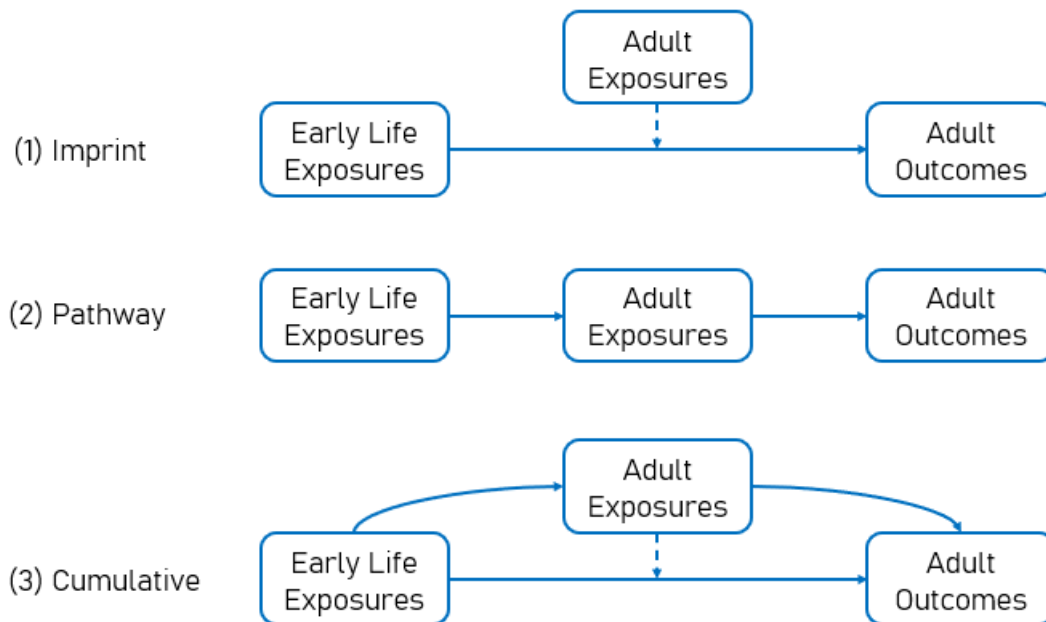 Adult
Exposures
(1) Imprint
Early Life
Exposures
Adult
Outcomes
(2) Pathway
Early Life
Exposures
Adult
Exposures
Adult
Outcomes
Adult
Exposures
(3) Cumulative
Early Life
Exposures
Adult
Outcomes